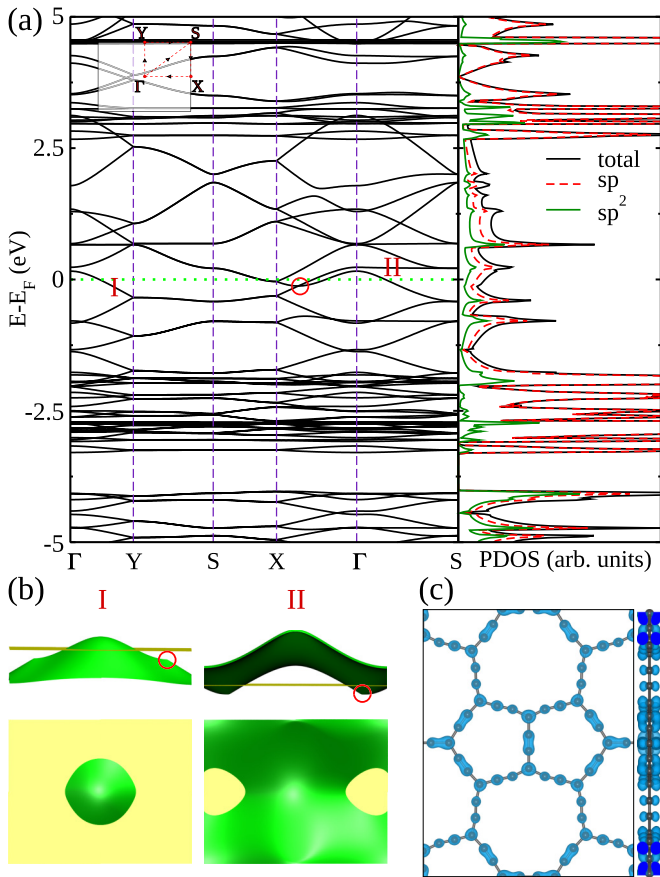 (a)
5
2.5
0
-2.5
-5
E-E_F (eV)
Y S
Γ X
I
II
total
sp
sp²
Γ Y S X Γ S
PDOS (arb. units)
(b)
I II
(c)